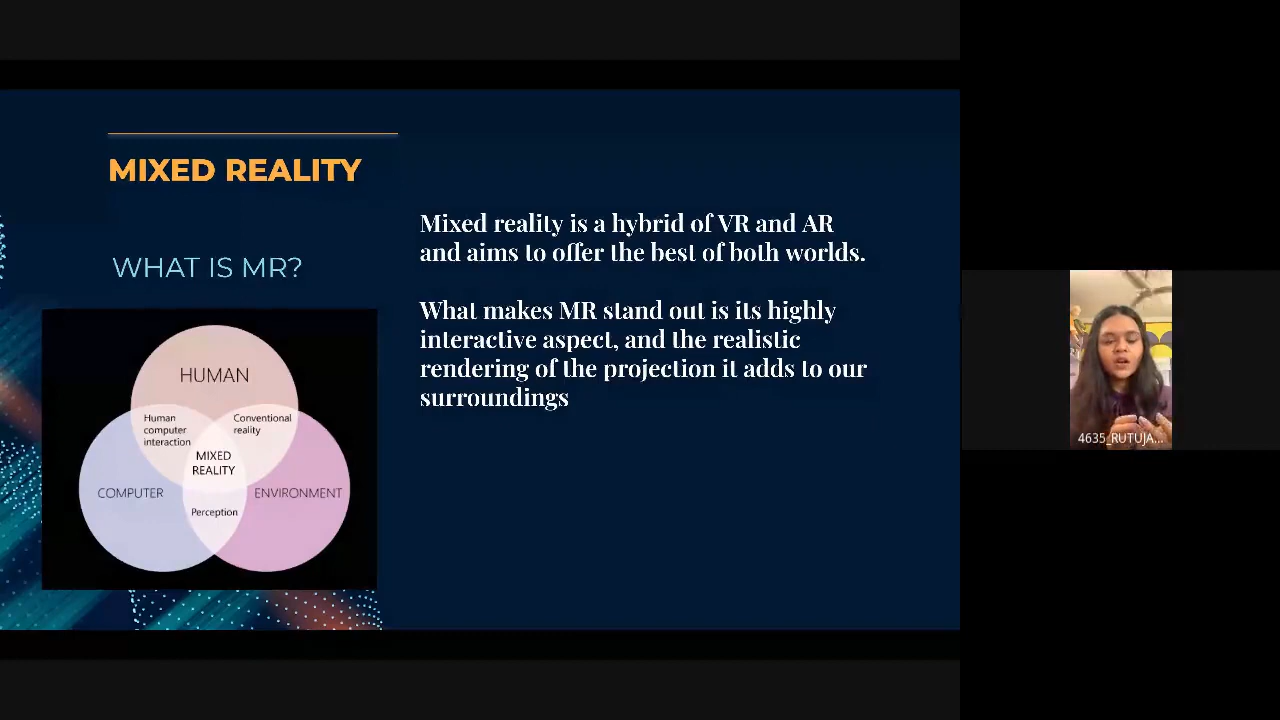 MIXED REALITY
WHAT IS MR?
Mixed reality is a hybrid of VR and AR
and aims to offer the best of both worlds.
What makes MR stand out is its highly
interactive aspect, and the realistic
rendering of the projection it adds to our
surroundings
HUMAN
Human
computer
interaction
Conventional
reality
MIXED
REALITY
COMPUTER
ENVIRONMENT
Perception
4635_RUTUJA...